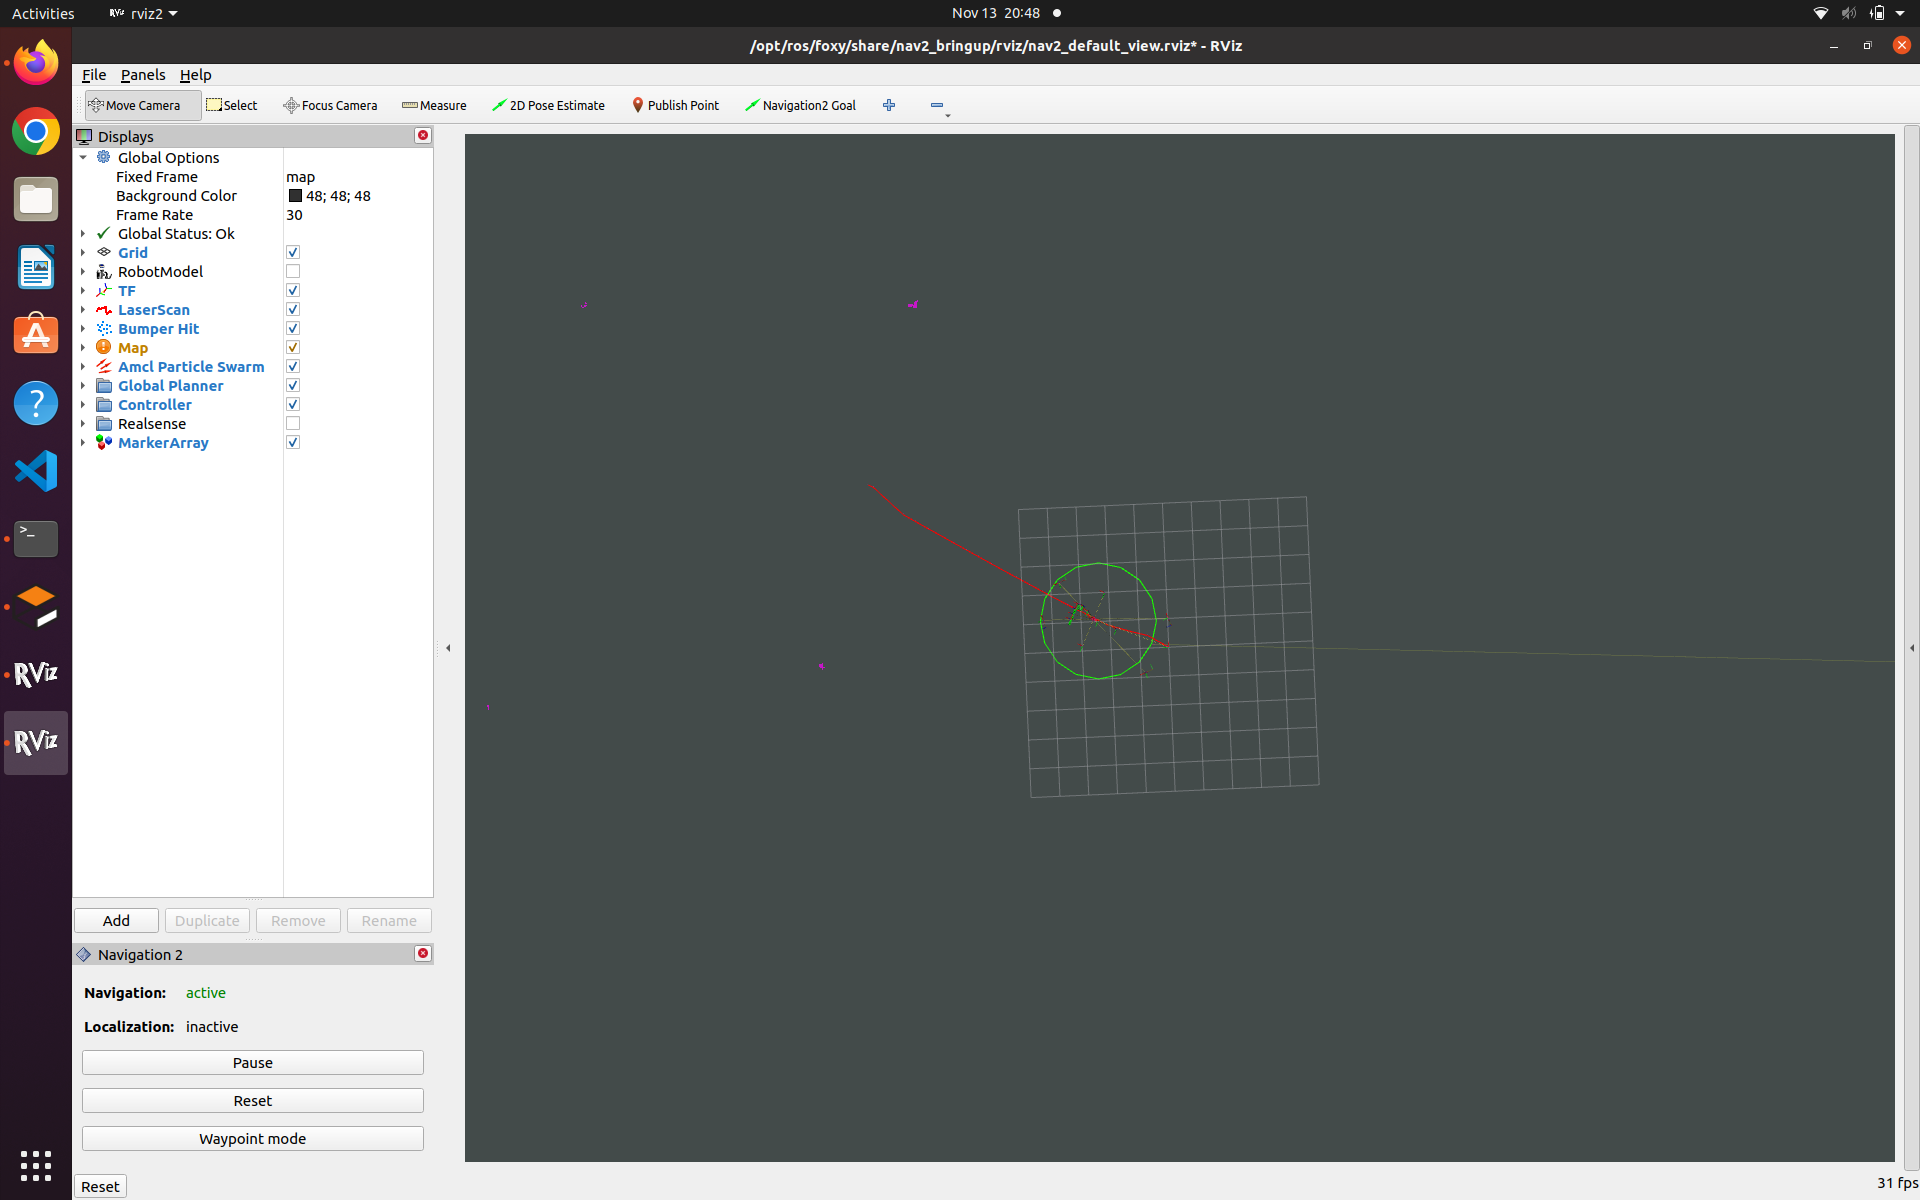 Activities
RViz rviz2
Nov 13 20:48
/opt/ros/foxy/share/nav2_bringup/rviz/nav2_default_view.rviz* - RViz
File Panels Help
Move Camera Select Focus Camera Measure 2D Pose Estimate Publish Point Navigation2 Goal
Displays
Global Options
Fixed Frame map
Background Color 48; 48; 48
Frame Rate 30
Global Status: Ok
Grid
RobotModel
TF
LaserScan
Bumper Hit
Map
Amcl Particle Swarm
Global Planner
Controller
Realsense
MarkerArray
Add Duplicate Remove Rename
Navigation 2
Navigation: active
Localization: inactive
Pause
Reset
Waypoint mode
Reset
31 fps
A
?
>_
RViz
RViz